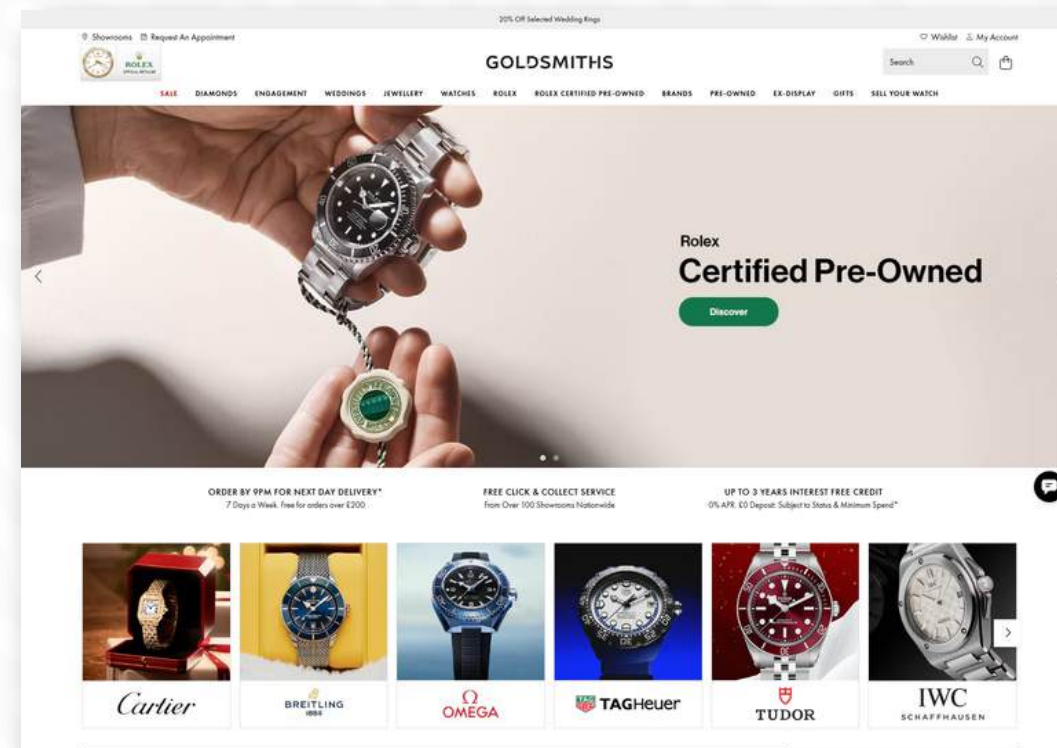 20% Off Selected Wedding Rings
Showrooms Request An Appointment
Wishlist My Account
ROLEX
OFFICIAL RETAILER
GOLDSMITHS
Search
SALE DIAMONDS ENGAGEMENT WEDDINGS JEWELLERY WATCHES ROLEX ROLEX CERTIFIED PRE-OWNED BRANDS PRE-OWNED EX-DISPLAY GIFTS SELL YOUR WATCH
Rolex
Certified Pre-Owned
Discover
ORDER BY 9PM FOR NEXT DAY DELIVERY*
7 Days a Week. Free for orders over £200
FREE CLICK & COLLECT SERVICE
From Over 100 Showrooms Nationwide
UP TO 3 YEARS INTEREST FREE CREDIT
0% APR. £0 Deposit. Subject to Status & Minimum Spend*
Cartier
BREITLING
1884
OMEGA
TAG
TAGHeuer
TUDOR
IWC
SCHAFFHAUSEN